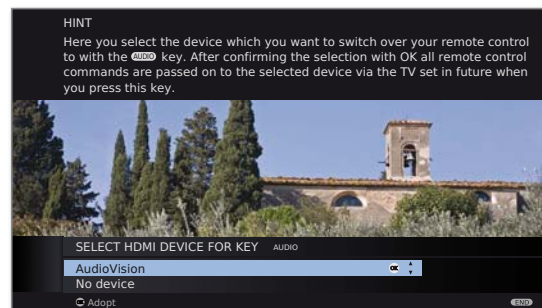 HINT
Here you select the device which you want to switch over your remote control
to with the AUDIO key. After confirming the selection with OK all remote control
commands are passed on to the selected device via the TV set in future when
you press this key.
SELECT HDMI DEVICE FOR KEY AUDIO
AudioVision OK
No device
Adopt END